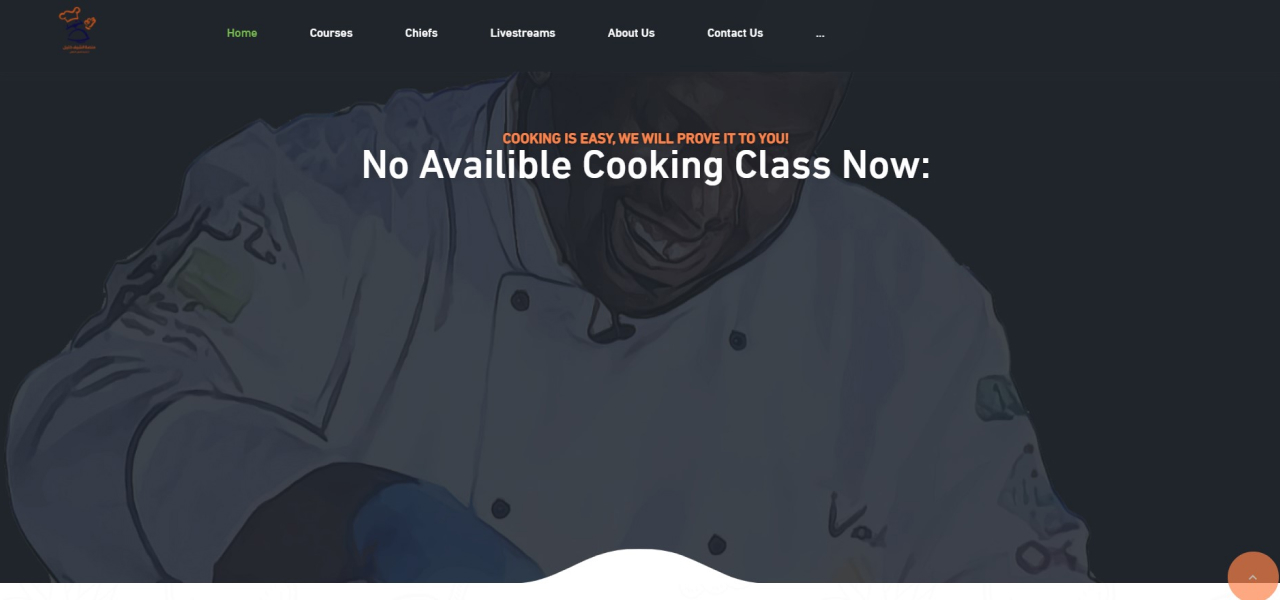 Home Courses Chiefs Livestreams About Us Contact Us ...
COOKING IS EASY, WE WILL PROVE IT TO YOU!
No Availible Cooking Class Now: